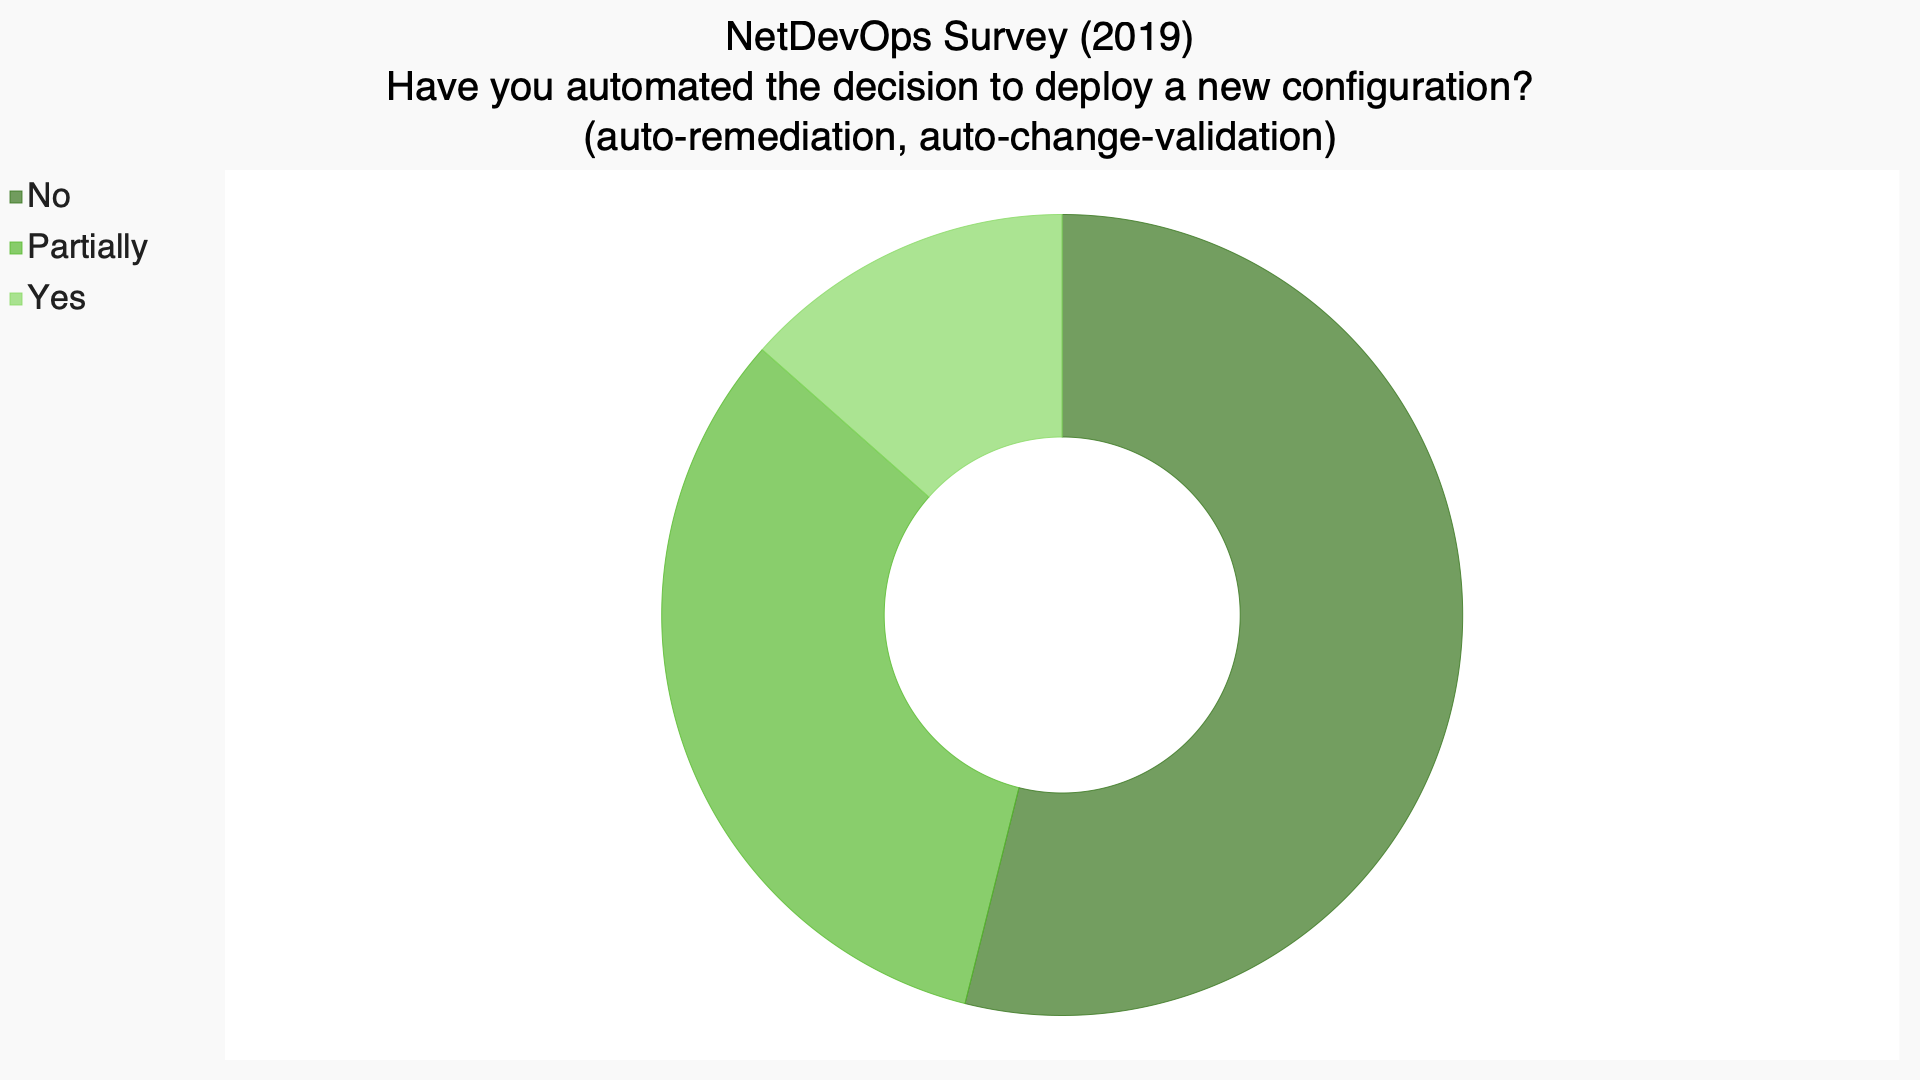 NetDevOps Survey (2019)
Have you automated the decision to deploy a new configuration?
(auto-remediation, auto-change-validation)
No
Partially
Yes